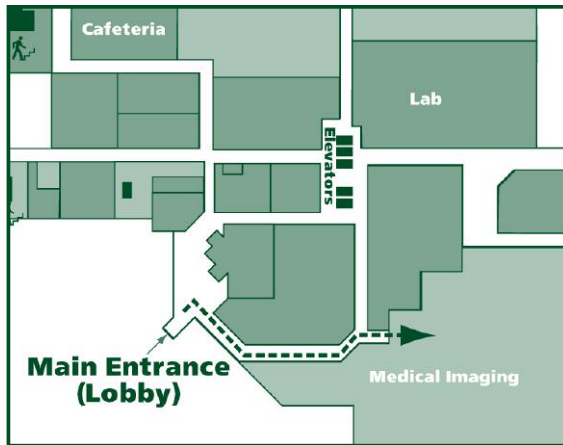 Cafeteria
Lab
Elevators
Main Entrance
(Lobby)
Medical Imaging